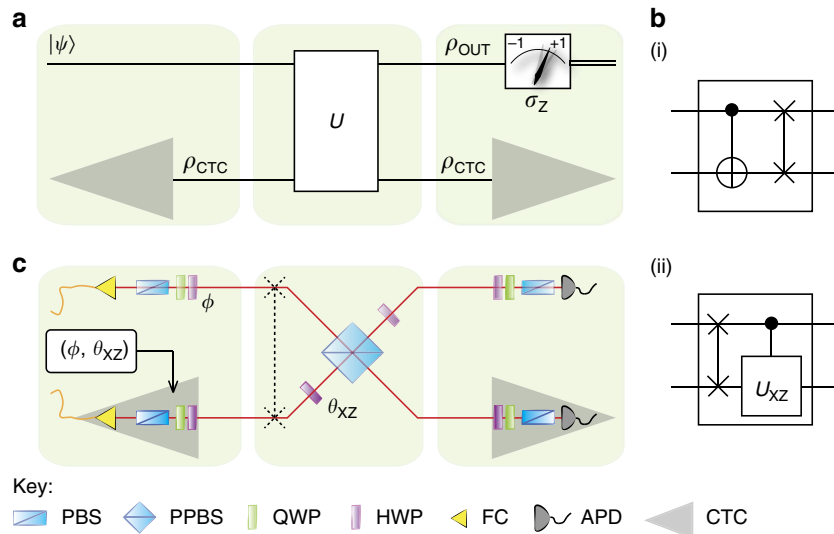 a
|ψ⟩
ρOUT
−1 +1
σZ
U
ρCTC
ρCTC
b
(i)
(ii)
UXZ
c
ϕ
(ϕ, θXZ)
θXZ
Key:
PBS PPBS QWP HWP FC APD CTC